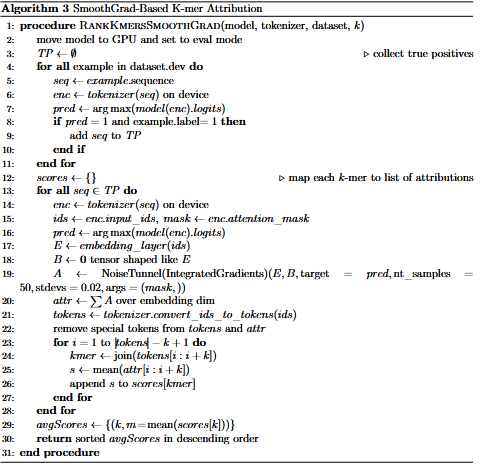 Algorithm 3 SmoothGrad-Based K-mer Attribution
1: procedure RankKmersSmoothGrad(model, tokenizer, dataset, k)
2: move model to GPU and set to eval mode
3: TP ← ∅ ▷ collect true positives
4: for all example in dataset.dev do
5: seq ← example.sequence
6: enc ← tokenizer(seq) on device
7: pred ← arg max(model(enc).logits)
8: if pred = 1 and example.label= 1 then
9: add seq to TP
10: end if
11: end for
12: scores ← {} ▷ map each k-mer to list of attributions
13: for all seq ∈ TP do
14: enc ← tokenizer(seq) on device
15: ids ← enc.input_ids, mask ← enc.attention_mask
16: pred ← arg max(model(enc).logits)
17: E ← embedding_layer(ids)
18: B ← 0 tensor shaped like E
19: A ← NoiseTunnel(IntegratedGradients)(E, B, target = pred, nt_samples =
50, stdevs = 0.02, args = (mask, ))
20: attr ← ∑ A over embedding dim
21: tokens ← tokenizer.convert_ids_to_tokens(ids)
22: remove special tokens from tokens and attr
23: for i = 1 to |tokens| − k + 1 do
24: kmer ← join(tokens[i : i + k])
25: s ← mean(attr[i : i + k])
26: append s to scores[kmer]
27: end for
28: end for
29: avgScores ← {(k, m=mean(scores[k]))}
30: return sorted avgScores in descending order
31: end procedure